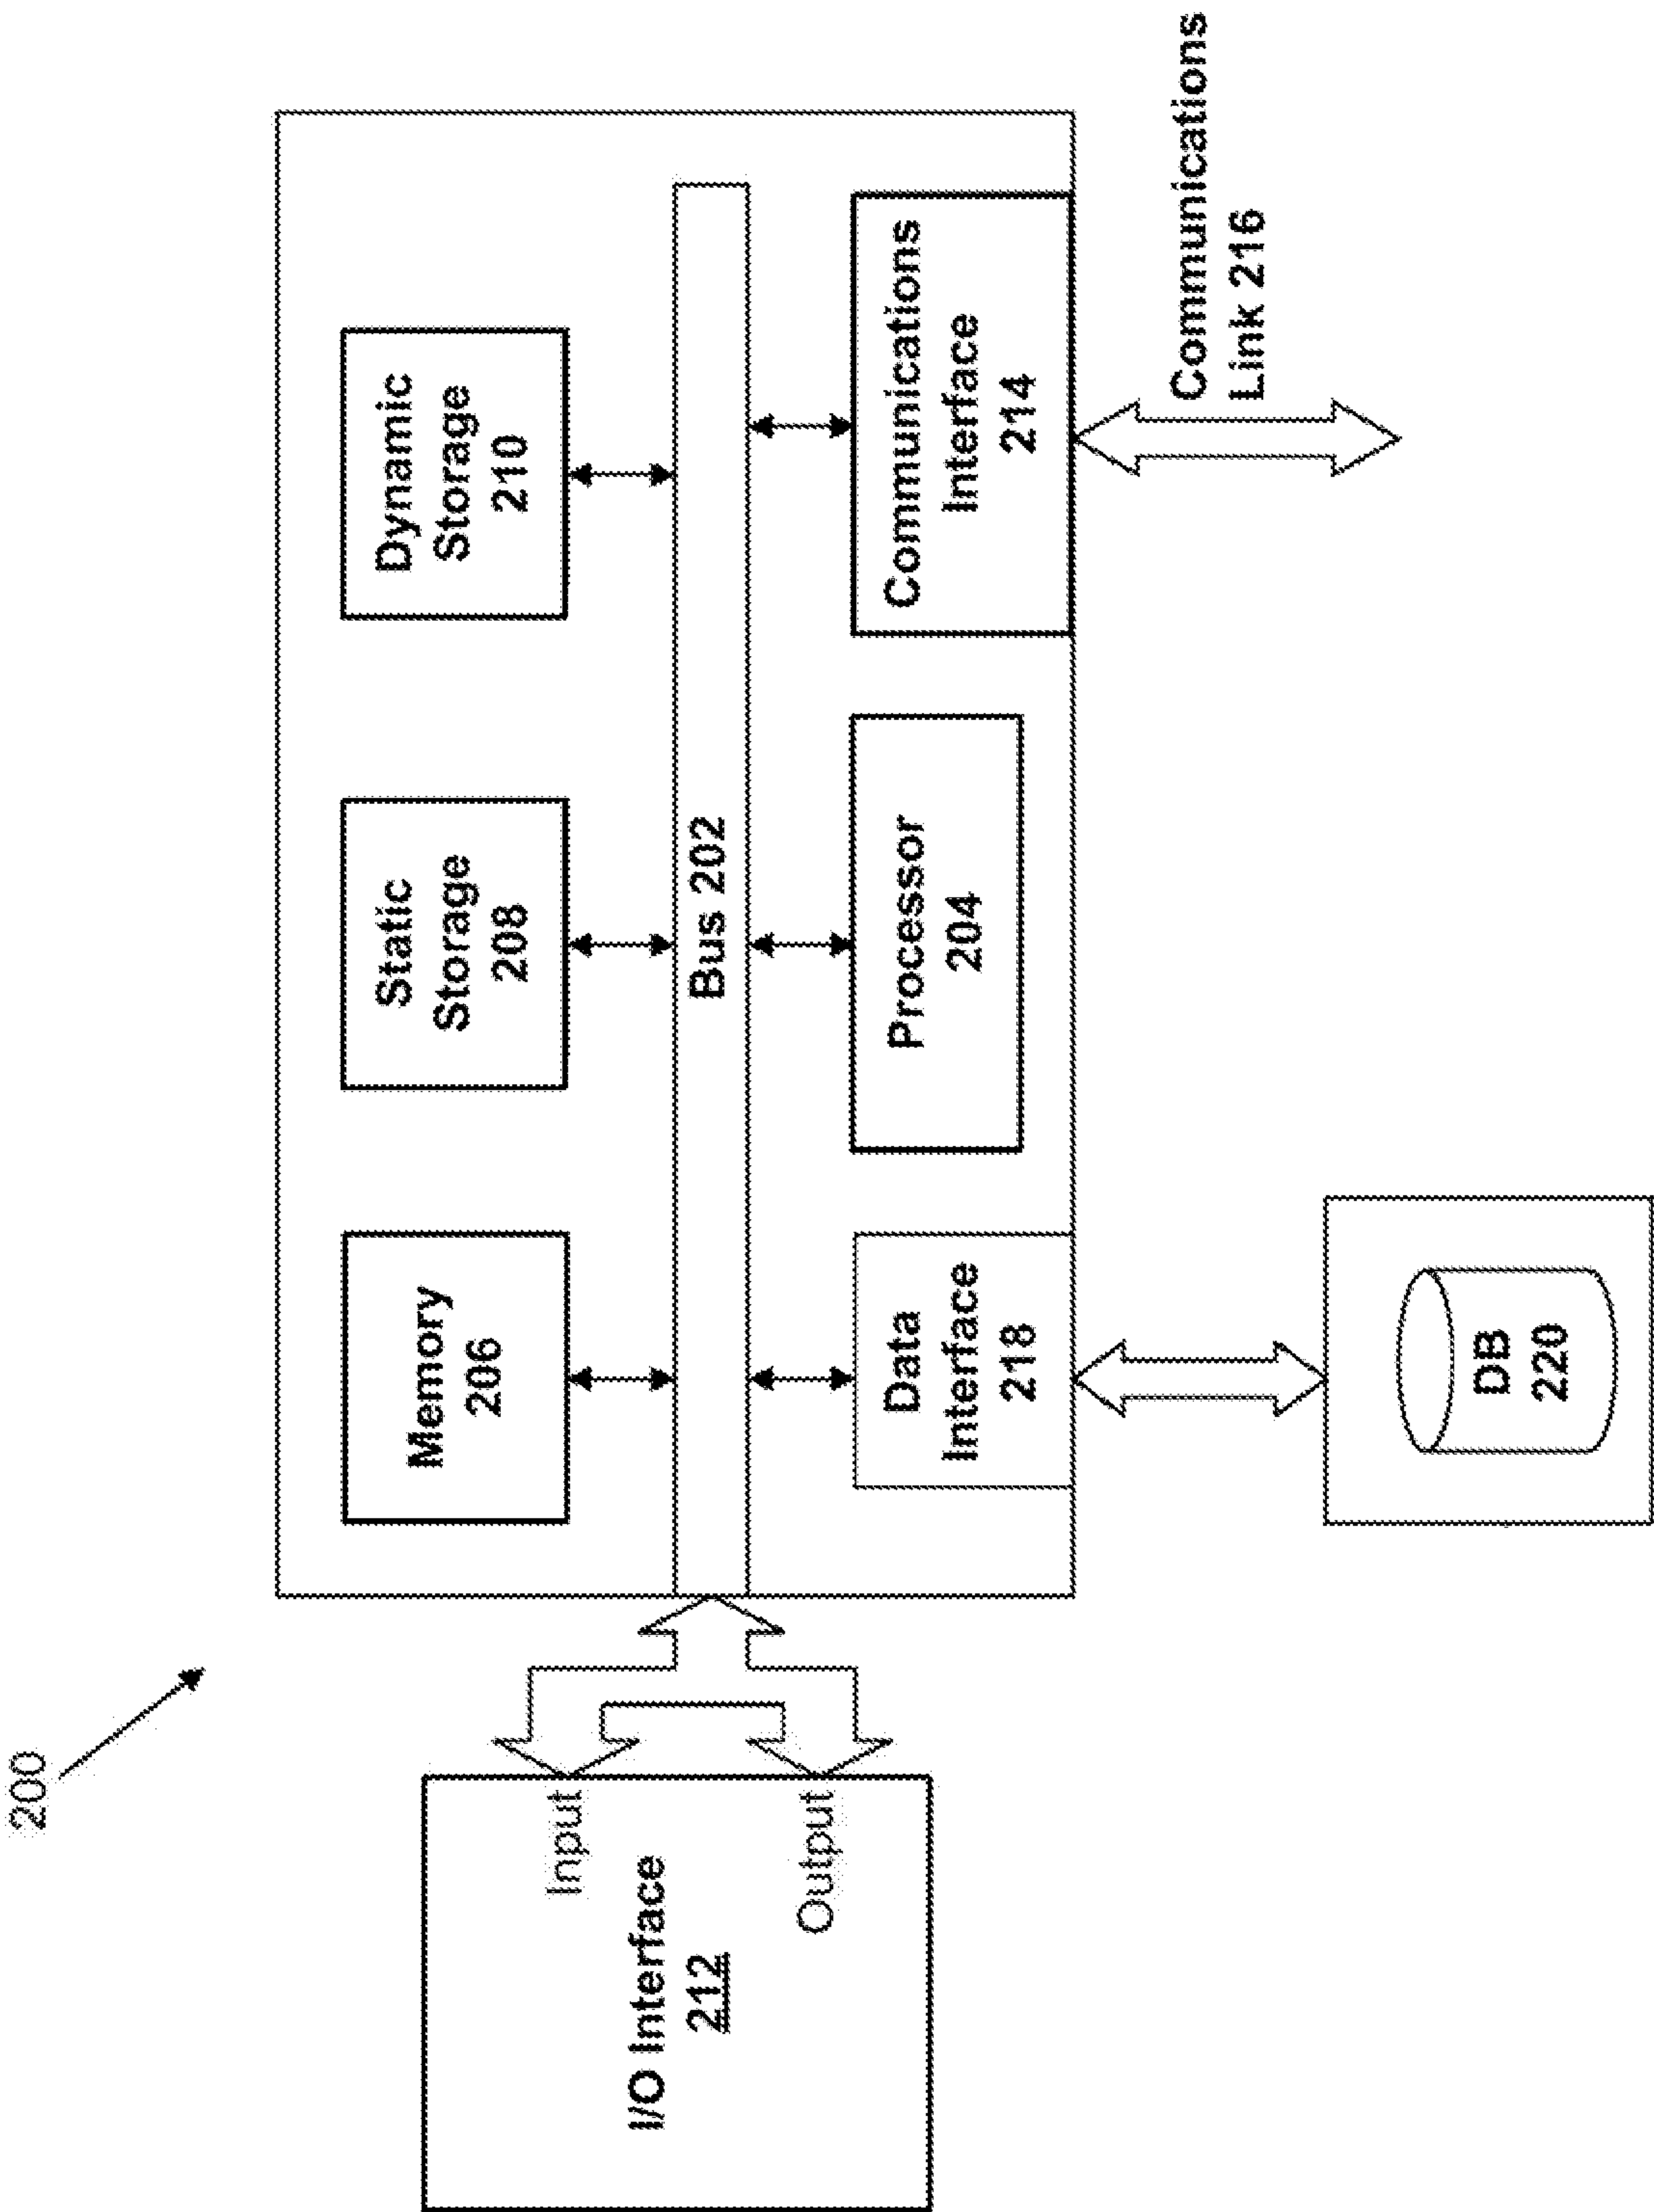 200
I/O Interface
212
Input
Output
Memory
206
Static
Storage
208
Dynamic
Storage
210
Bus 202
Data
Interface
218
Processor
204
Communications
Interface
214
DB
220
Communications
Link 216